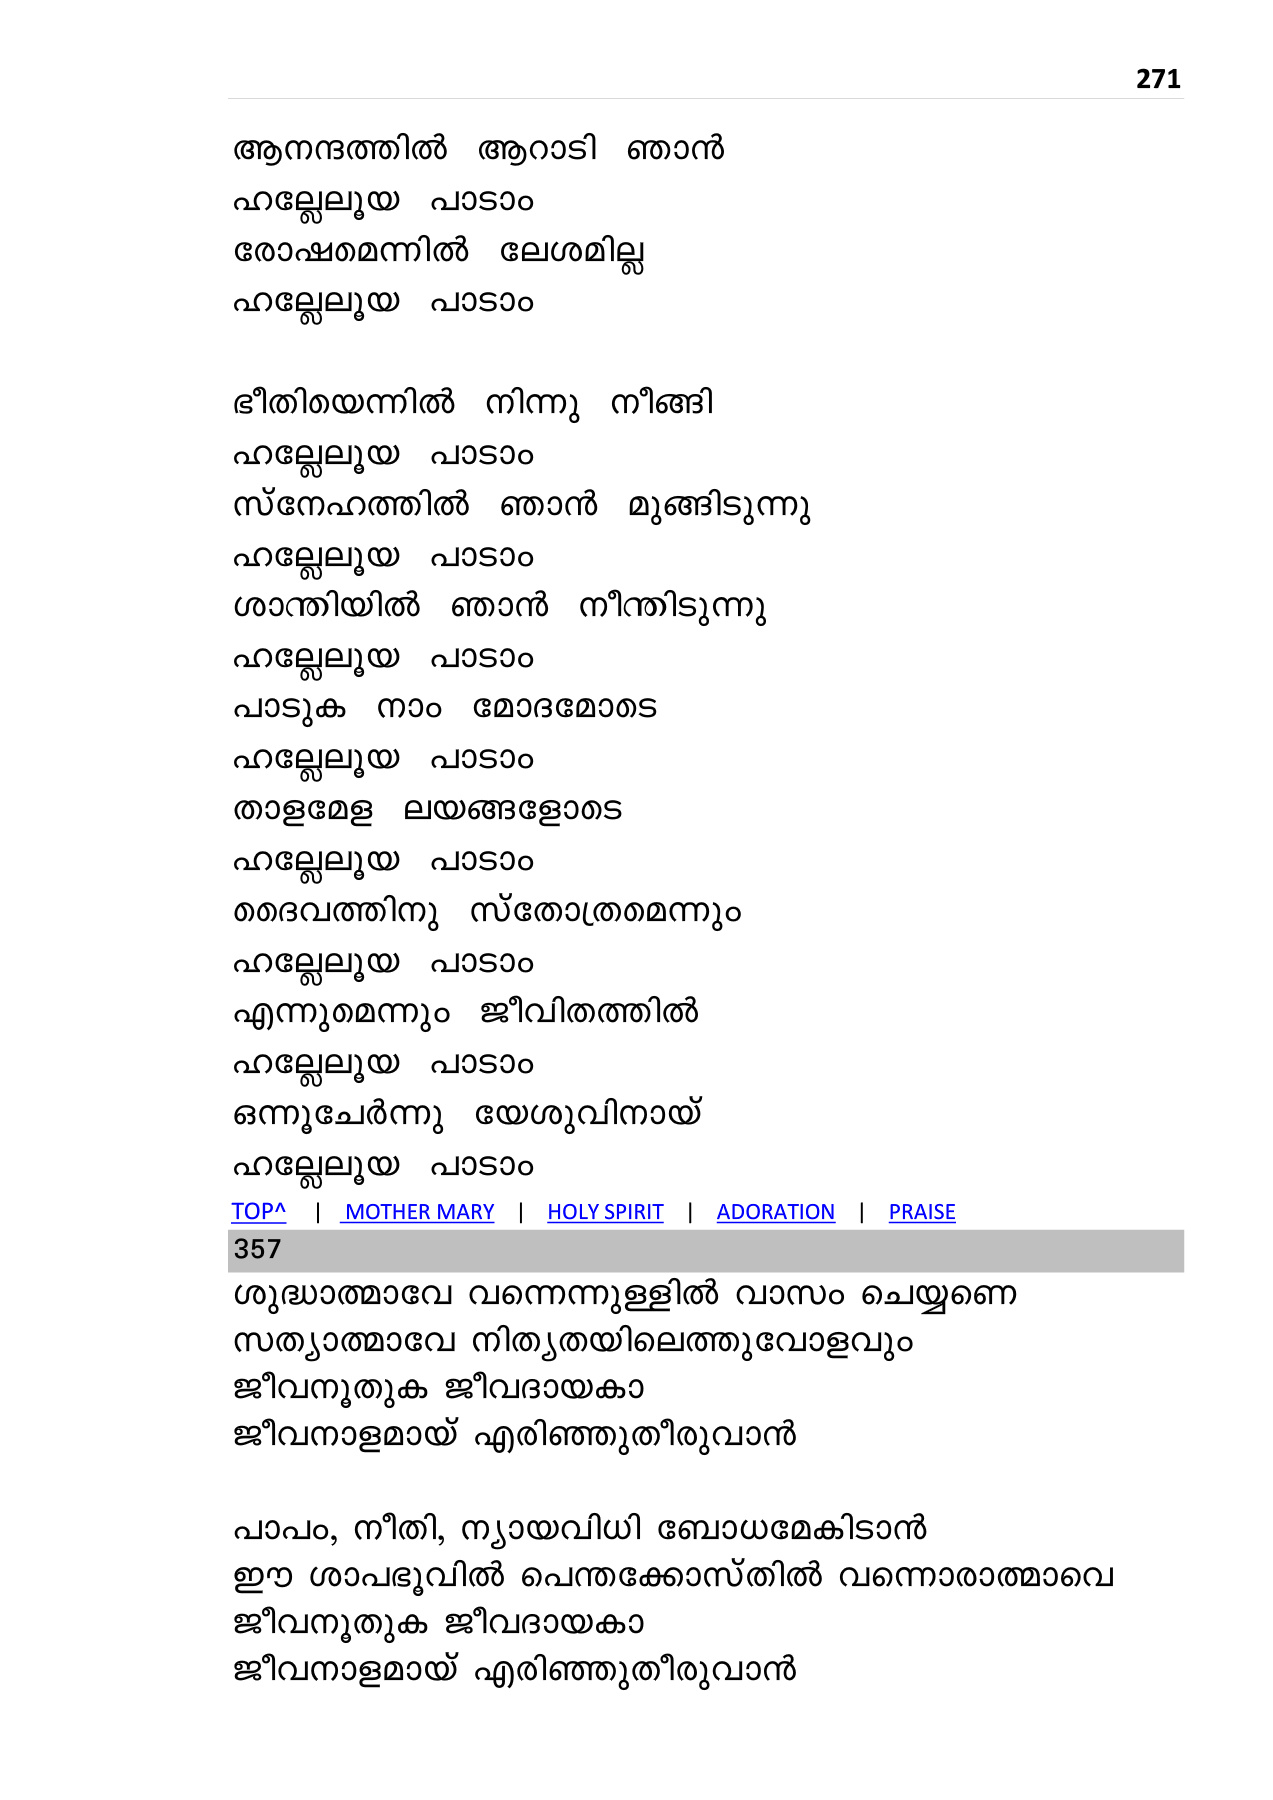 271
ആനന്ദത്തിൽ ആറാടി ഞാൻ
ഹല്ലേലൂയ പാടാം
രോഷമെന്നിൽ ലേശമില്ല
ഹല്ലേലൂയ പാടാം
ഭീതിയെന്നിൽ നിന്നു നീങ്ങി
ഹല്ലേലൂയ പാടാം
സ്നേഹത്തിൽ ഞാൻ മുങ്ങിടുന്നു
ഹല്ലേലൂയ പാടാം
ശാന്തിയിൽ ഞാൻ നീന്തിടുന്നു
ഹല്ലേലൂയ പാടാം
പാടുക നാം മോദമോടെ
ഹല്ലേലൂയ പാടാം
താളമേള ലയങ്ങളോടെ
ഹല്ലേലൂയ പാടാം
ദൈവത്തിനു സ്തോത്രമെന്നും
ഹല്ലേലൂയ പാടാം
എന്നുമെന്നും ജീവിതത്തിൽ
ഹല്ലേലൂയ പാടാം
ഒന്നൂചേർന്നു യേശുവിനായ്
ഹല്ലേലൂയ പാടാം
TOP^ | MOTHER MARY | HOLY SPIRIT | ADORATION | PRAISE
357
ശുദ്ധാത്മാവേ വന്നെന്നുള്ളിൽ വാസം ചെയ്യണെ
സത്യാത്മാവേ നിത്യതയിലെത്തുവോളവും
ജീവനൂതുക ജീവദായകാ
ജീവനാളമായ് എരിഞ്ഞുതീരുവാൻ
പാപം, നീതി, ന്യായവിധി ബോധമേകിടാൻ
ഈ ശാപഭൂവിൽ പെന്തക്കോസ്തിൽ വന്നൊരാത്മാവെ
ജീവനൂതുക ജീവദായകാ
ജീവനാളമായ് എരിഞ്ഞുതീരുവാൻ